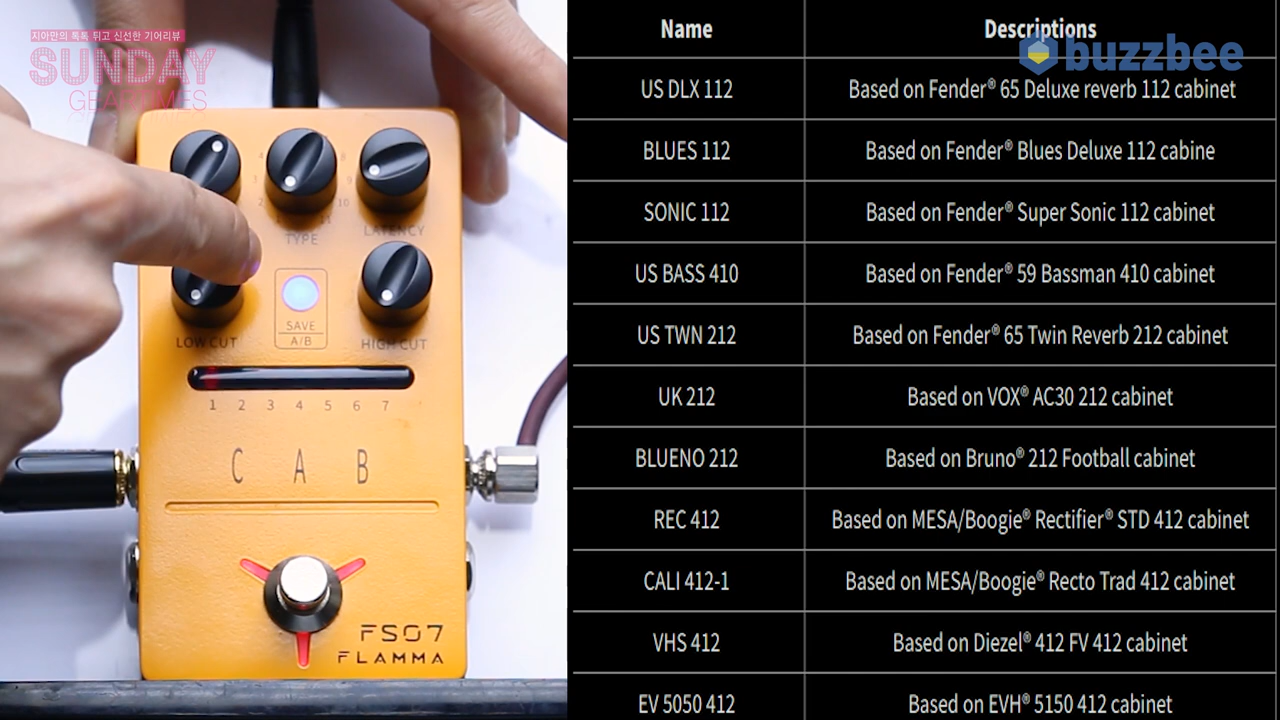 지아만의 톡톡 튀고 신선한 기어리뷰
SUNDAY
buzzbee
TYPE
LATENCY
LOW CUT
SAVE
A/B
HIGH CUT
1 2 3 4 5 6 7
CAB
FS07
FLAMMA
Name Descriptions
US DLX 112 Based on Fender® 65 Deluxe reverb 112 cabinet
BLUES 112 Based on Fender® Blues Deluxe 112 cabine
SONIC 112 Based on Fender® Super Sonic 112 cabinet
US BASS 410 Based on Fender® 59 Bassman 410 cabinet
US TWN 212 Based on Fender® 65 Twin Reverb 212 cabinet
UK 212 Based on VOX® AC30 212 cabinet
BLUENO 212 Based on Bruno® 212 Football cabinet
REC 412 Based on MESA/Boogie® Rectifier® STD 412 cabinet
CALI 412-1 Based on MESA/Boogie® Recto Trad 412 cabinet
VHS 412 Based on Diezel® 412 FV 412 cabinet
EV 5050 412 Based on EVH® 5150 412 cabinet